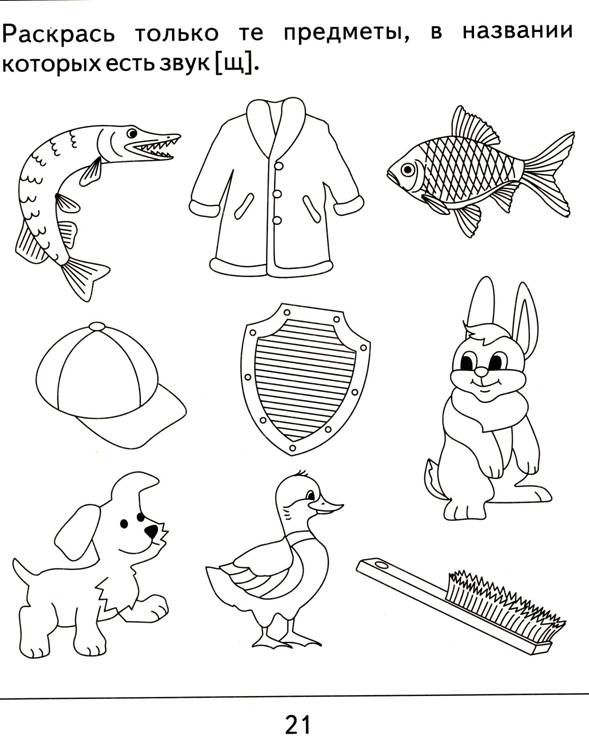 Раскрась только те предметы, в названии
которых есть звук [щ].
21